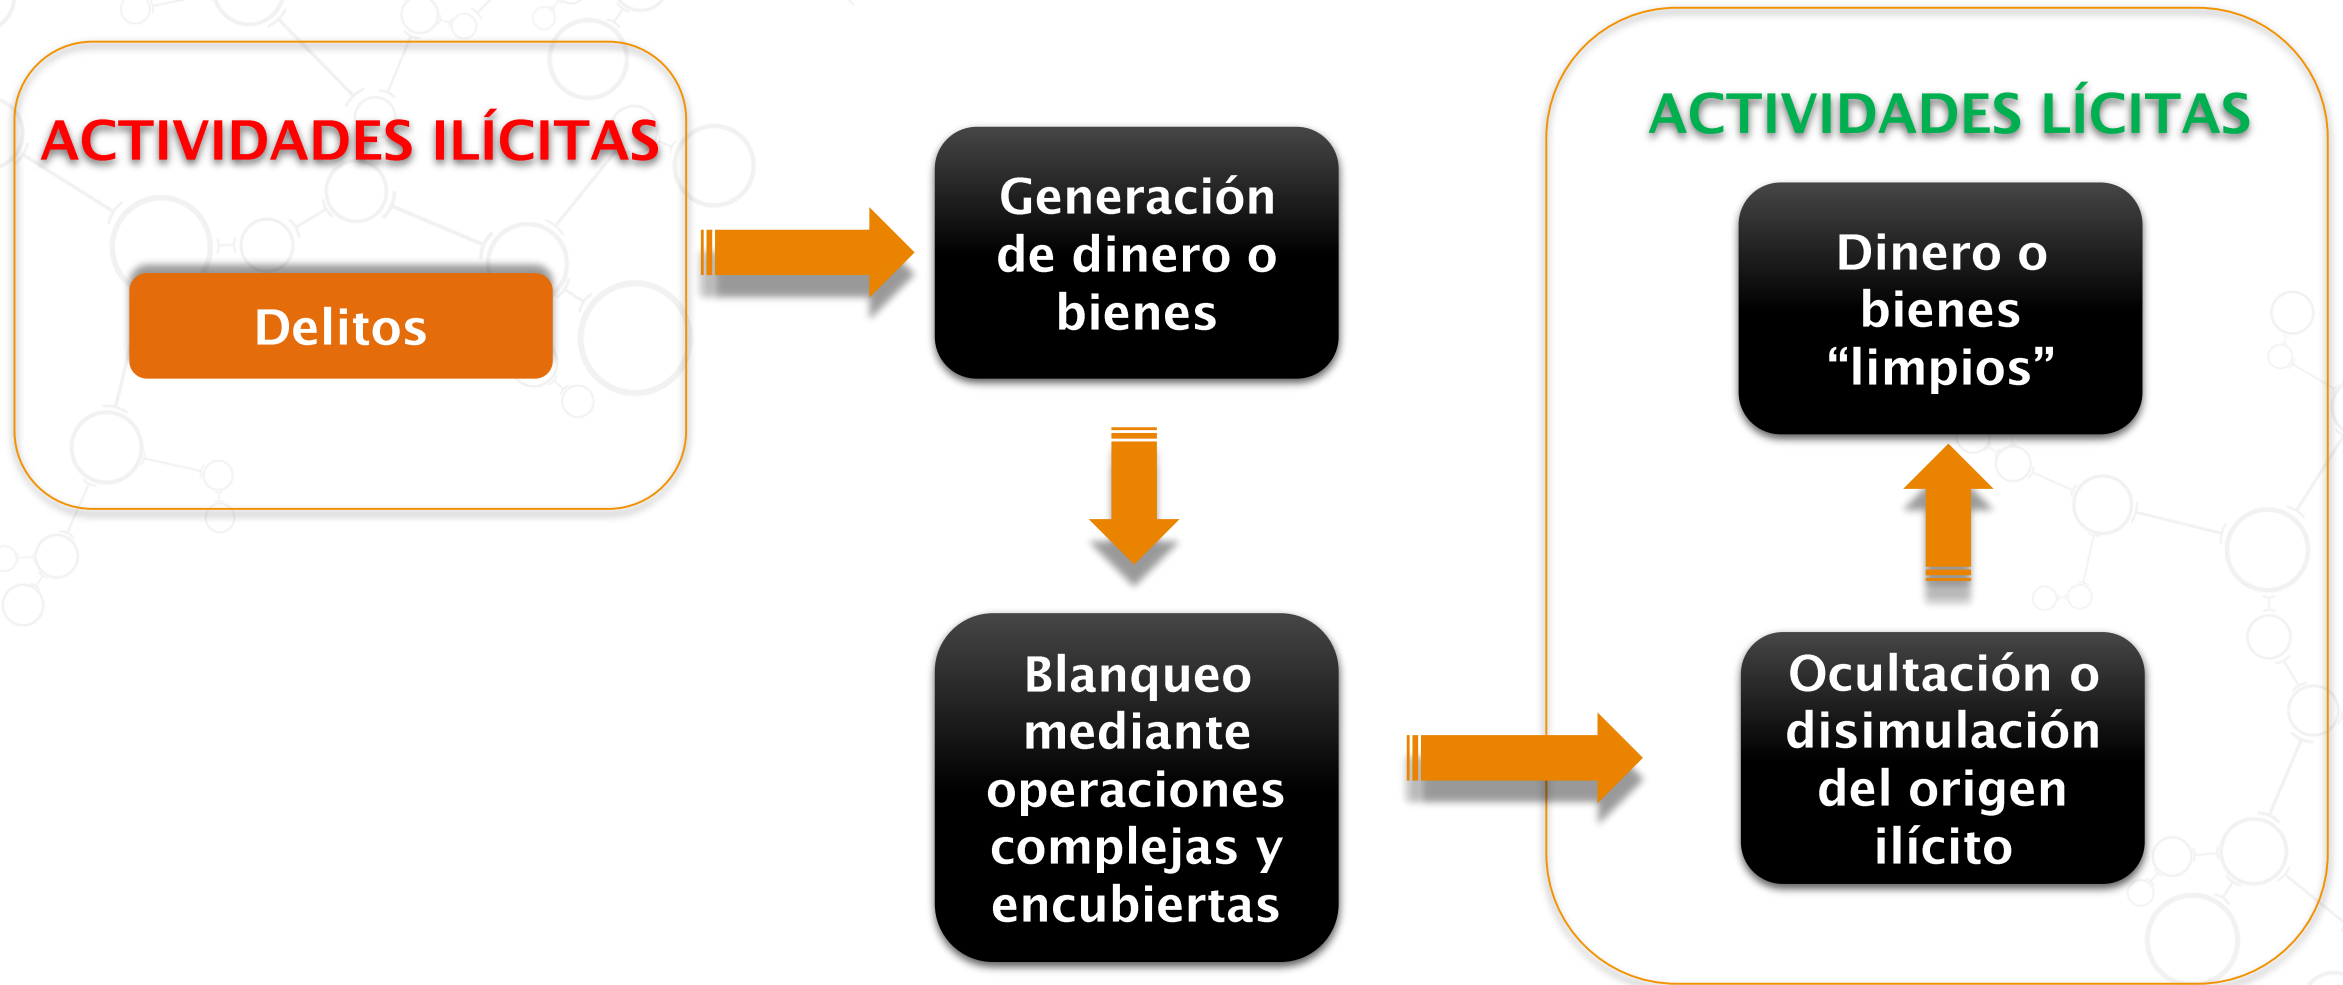 ACTIVIDADES ILÍCITAS
Delitos
Generación
de dinero o
bienes
Blanqueo
mediante
operaciones
complejas y
encubiertas
ACTIVIDADES LÍCITAS
Dinero o
bienes
“limpios”
Ocultación o
disimulación
del origen
ilícito